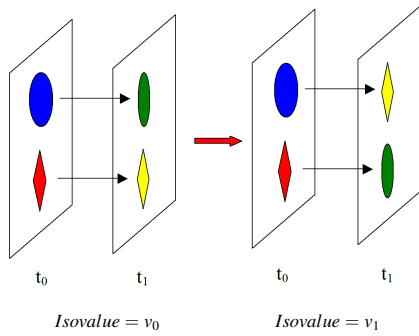 t₀ t₁ t₀ t₁
Isovalue = v₀ Isovalue = v₁